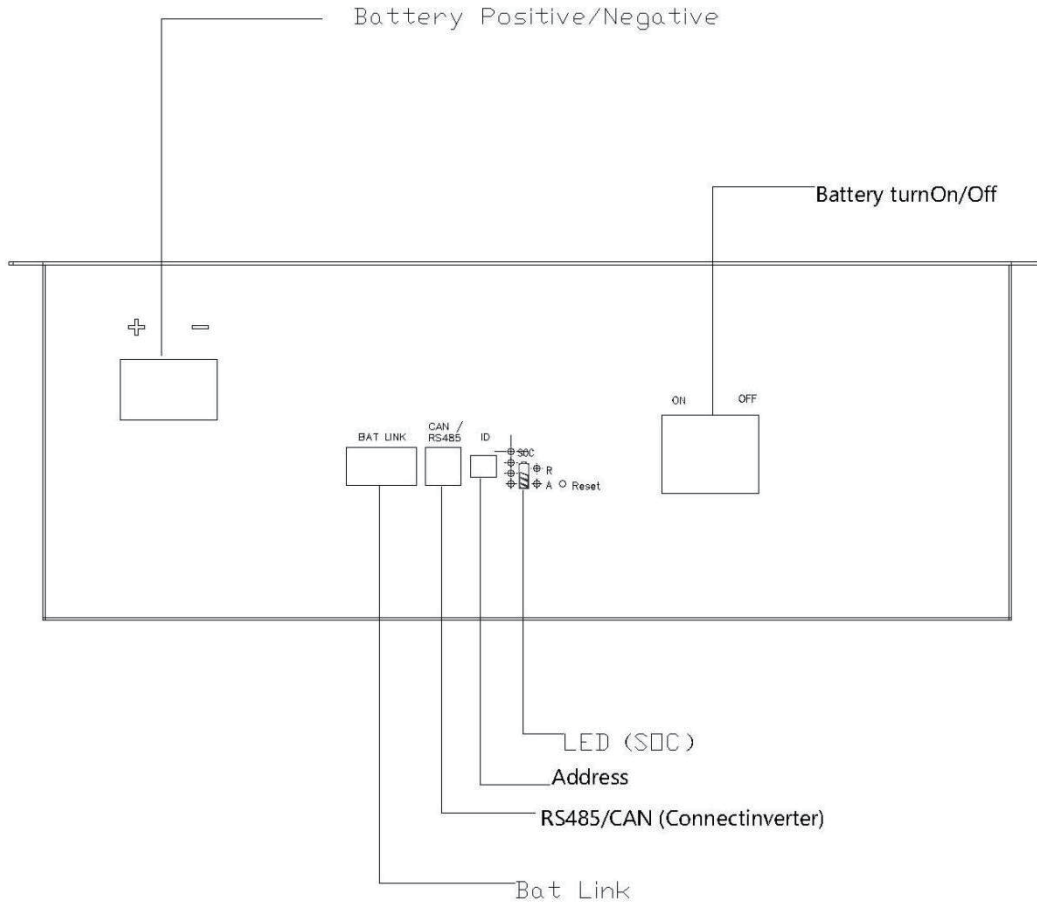 Battery Positive/Negative
Battery turnOn/Off
+ −
ON OFF
BAT LINK
CAN /
RS485
ID
SOC
R
A
Reset
LED (SOC)
Address
RS485/CAN (Connectinverter)
Bat Link